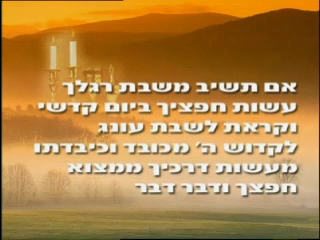 אם תשיב משבת רגלך
עשות חפציך ביום קדשי
וקראת לשבת עונג
לקדוש ה' מכובד וכיבדתו
מעשות דרכיך ממצוא
חפצך ודבר דבר